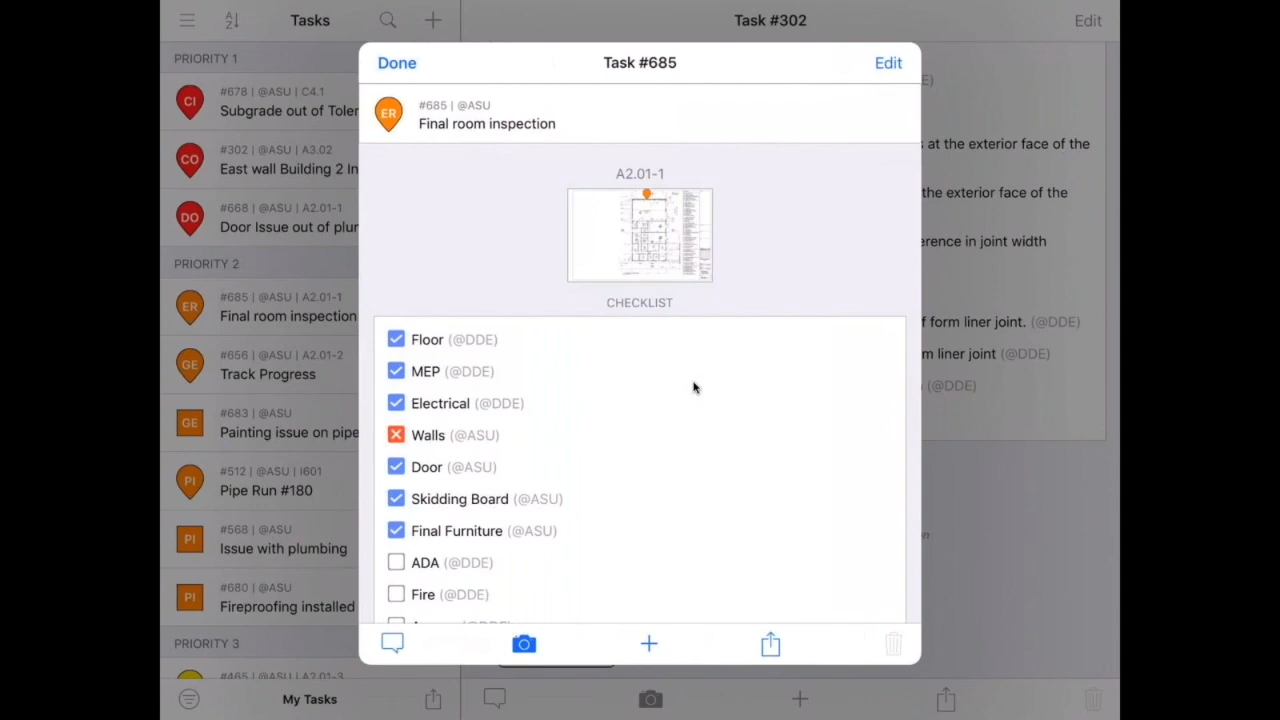 Tasks
Task #302
Edit
PRIORITY 1
CI
#678 | @ASU | C4.1
Subgrade out of Toler
CO
#302 | @ASU | A3.02
East wall Building 2 In
DO
#668 | @ASU | A2.01-1
Door Issue out of plur
PRIORITY 2
ER
#685 | @ASU | A2.01-1
Final room inspection
GE
#656 | @ASU | A2.01-2
Track Progress
GE
#683 | @ASU
Painting issue on pipe
PI
#512 | @ASU | I601
Pipe Run #180
PI
#568 | @ASU
Issue with plumbing
PI
#680 | @ASU
Fireproofing installed
PRIORITY 3
#465 | @ASU | A2.01-3
My Tasks
Done
Task #685
Edit
ER
#685 | @ASU
Final room inspection
A2.01-1
CHECKLIST
Floor (@DDE)
MEP (@DDE)
Electrical (@DDE)
Walls (@ASU)
Door (@ASU)
Skidding Board (@ASU)
Final Furniture (@ASU)
ADA (@DDE)
Fire (@DDE)
at the exterior face of the
the exterior face of the
erence in joint width
f form liner joint. (@DDE)
m liner joint (@DDE)
(@DDE)